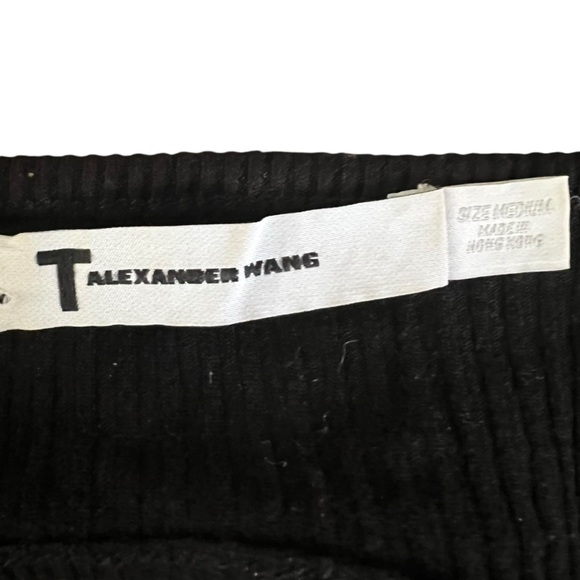 T ALEXANDER WANG
SIZE MEDIUM
MADE IN
HONG KONG